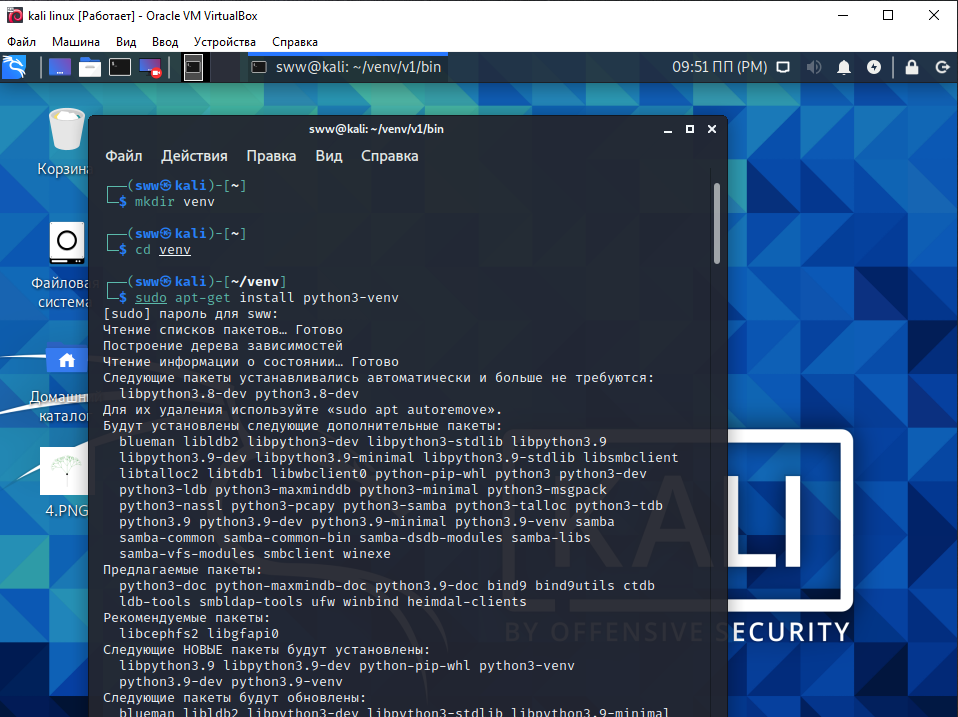 kali linux [Работает] - Oracle VM VirtualBox
Файл Машина Вид Ввод Устройства Справка
sww@kali: ~/venv/v1/bin 09:51 ПП (PM)
Корзина
Файловая
система
Домашн
катало
4.PNG
sww@kali: ~/venv/v1/bin
Файл Действия Правка Вид Справка
┌──(sww㉿kali)-[~]
└─$ mkdir venv
┌──(sww㉿kali)-[~]
└─$ cd venv
┌──(sww㉿kali)-[~/venv]
└─$ sudo apt-get install python3-venv
[sudo] пароль для sww:
Чтение списков пакетов… Готово
Построение дерева зависимостей
Чтение информации о состоянии… Готово
Следующие пакеты устанавливались автоматически и больше не требуются:
libpython3.8-dev python3.8-dev
Для их удаления используйте «sudo apt autoremove».
Будут установлены следующие дополнительные пакеты:
blueman libldb2 libpython3-dev libpython3-stdlib libpython3.9
libpython3.9-dev libpython3.9-minimal libpython3.9-stdlib libsmbclient
libtalloc2 libtdb1 libwbclient0 python-pip-whl python3 python3-dev
python3-ldb python3-maxminddb python3-minimal python3-msgpack
python3-nassl python3-pcapy python3-samba python3-talloc python3-tdb
python3.9 python3.9-dev python3.9-minimal python3.9-venv samba
samba-common samba-common-bin samba-dsdb-modules samba-libs
samba-vfs-modules smbclient winexe
Предлагаемые пакеты:
python3-doc python-maxmindb-doc python3.9-doc bind9 bind9utils ctdb
ldb-tools smbldap-tools ufw winbind heimdal-clients
Рекомендуемые пакеты:
libcephfs2 libgfapi0
Следующие НОВЫЕ пакеты будут установлены:
libpython3.9 libpython3.9-dev python-pip-whl python3-venv
python3.9-dev python3.9-venv
Следующие пакеты будут обновлены:
blueman libldb2 libpython3-dev libpython3-stdlib libpython3.9-minimal
KALI
BY OFFENSIVE SECURITY